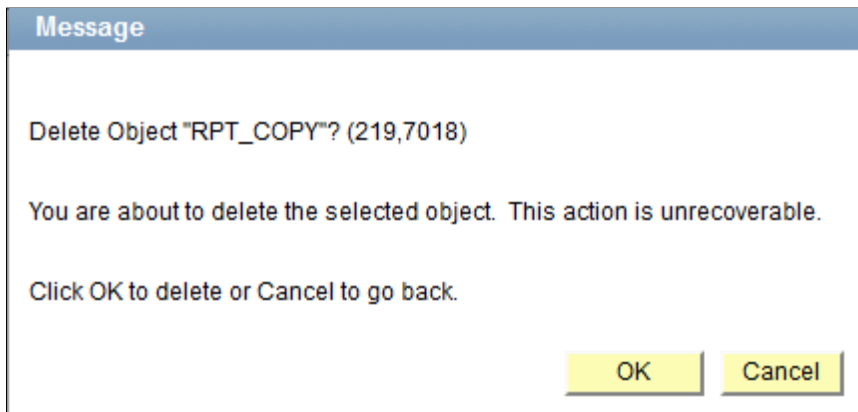 Message
Delete Object "RPT_COPY"? (219,7018)
You are about to delete the selected object.  This action is unrecoverable.
Click OK to delete or Cancel to go back.
OK Cancel